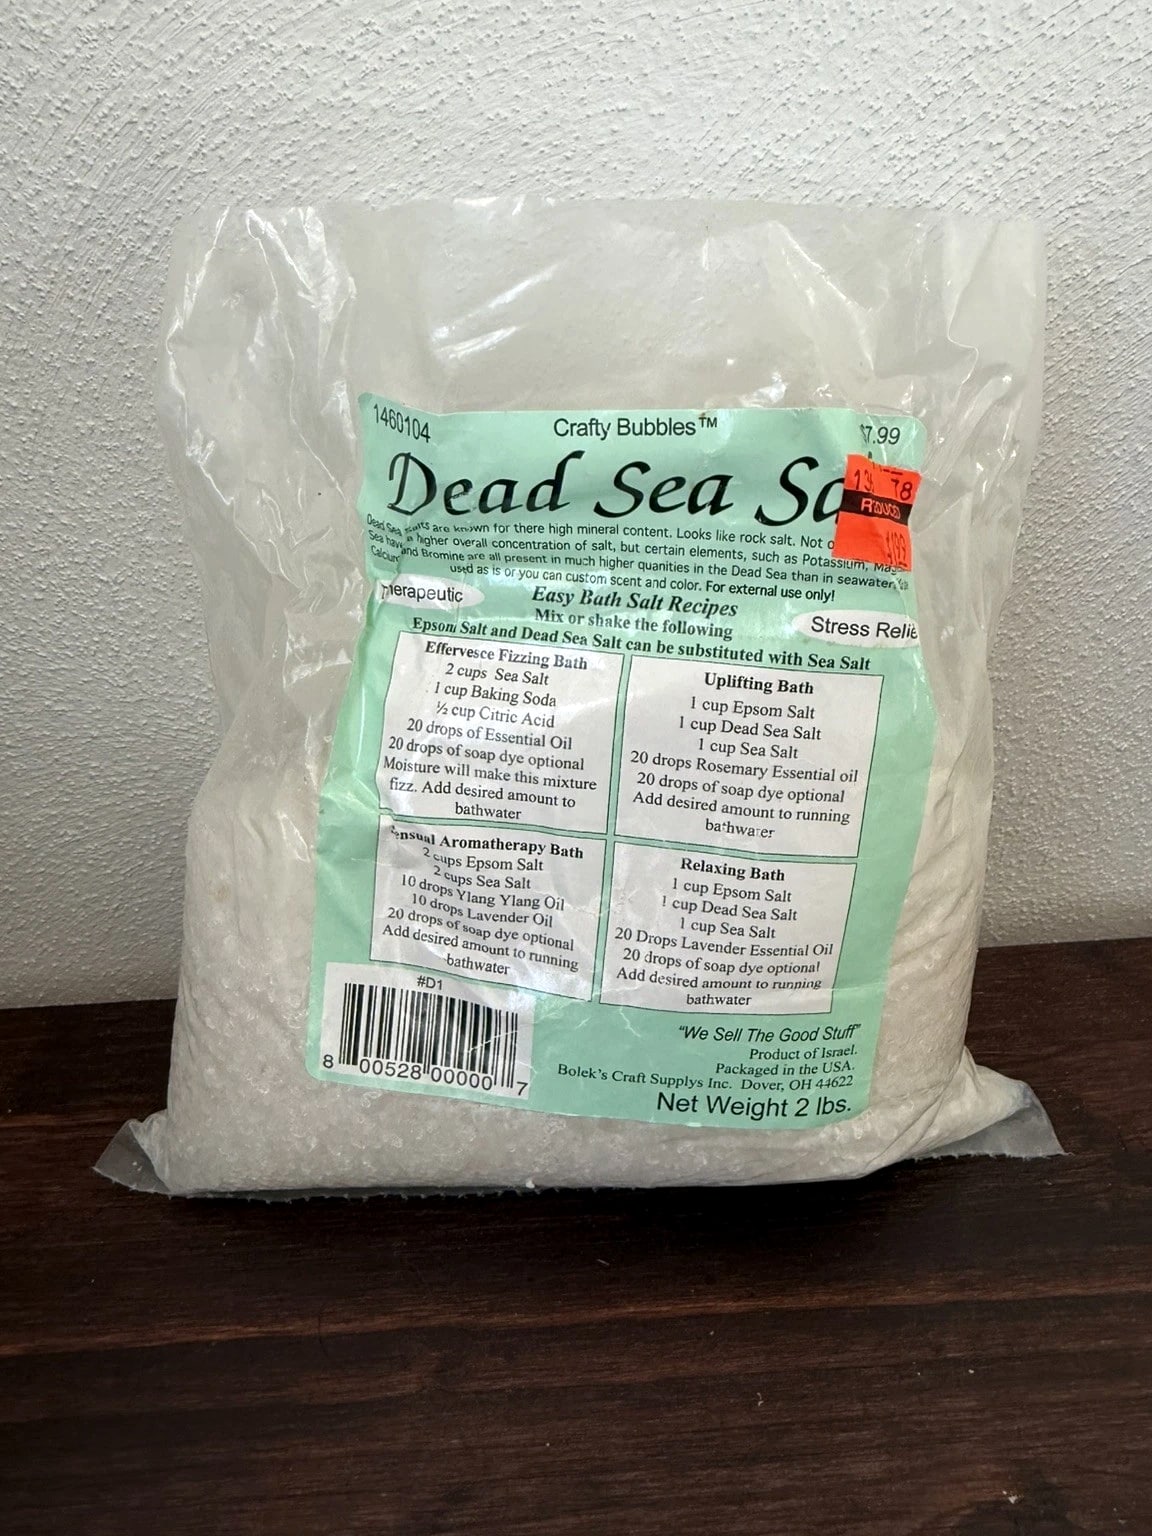 1460104
Crafty Bubbles™
$7.99
Dead Sea Sa
78
REDUCED
Dead Sea salts are known for there high mineral content. Looks like rock salt. Not o
Sea have a higher overall concentration of salt, but certain elements, such as Potassium, Mag
Calcium and Bromine are all present in much higher quanities in the Dead Sea than in seawater.
used as is or you can custom scent and color. For external use only!
Therapeutic
Easy Bath Salt Recipes
Mix or shake the following
Stress Relie
Epsom Salt and Dead Sea Salt can be substituted with Sea Salt
Effervesce Fizzing Bath
2 cups Sea Salt
1 cup Baking Soda
½ cup Citric Acid
20 drops of Essential Oil
20 drops of soap dye optional
Moisture will make this mixture
fizz. Add desired amount to
bathwater
Uplifting Bath
1 cup Epsom Salt
1 cup Dead Sea Salt
1 cup Sea Salt
20 drops Rosemary Essential oil
20 drops of soap dye optional
Add desired amount to running
bathwater
Sensual Aromatherapy Bath
2 cups Epsom Salt
2 cups Sea Salt
10 drops Ylang Ylang Oil
10 drops Lavender Oil
20 drops of soap dye optional
Add desired amount to running
bathwater
Relaxing Bath
1 cup Epsom Salt
1 cup Dead Sea Salt
1 cup Sea Salt
20 Drops Lavender Essential Oil
20 drops of soap dye optional
Add desired amount to running
bathwater
#D1
8 00528 00000 7
"We Sell The Good Stuff"
Product of Israel.
Packaged in the USA.
Bolek's Craft Supplys Inc. Dover, OH 44622
Net Weight 2 lbs.